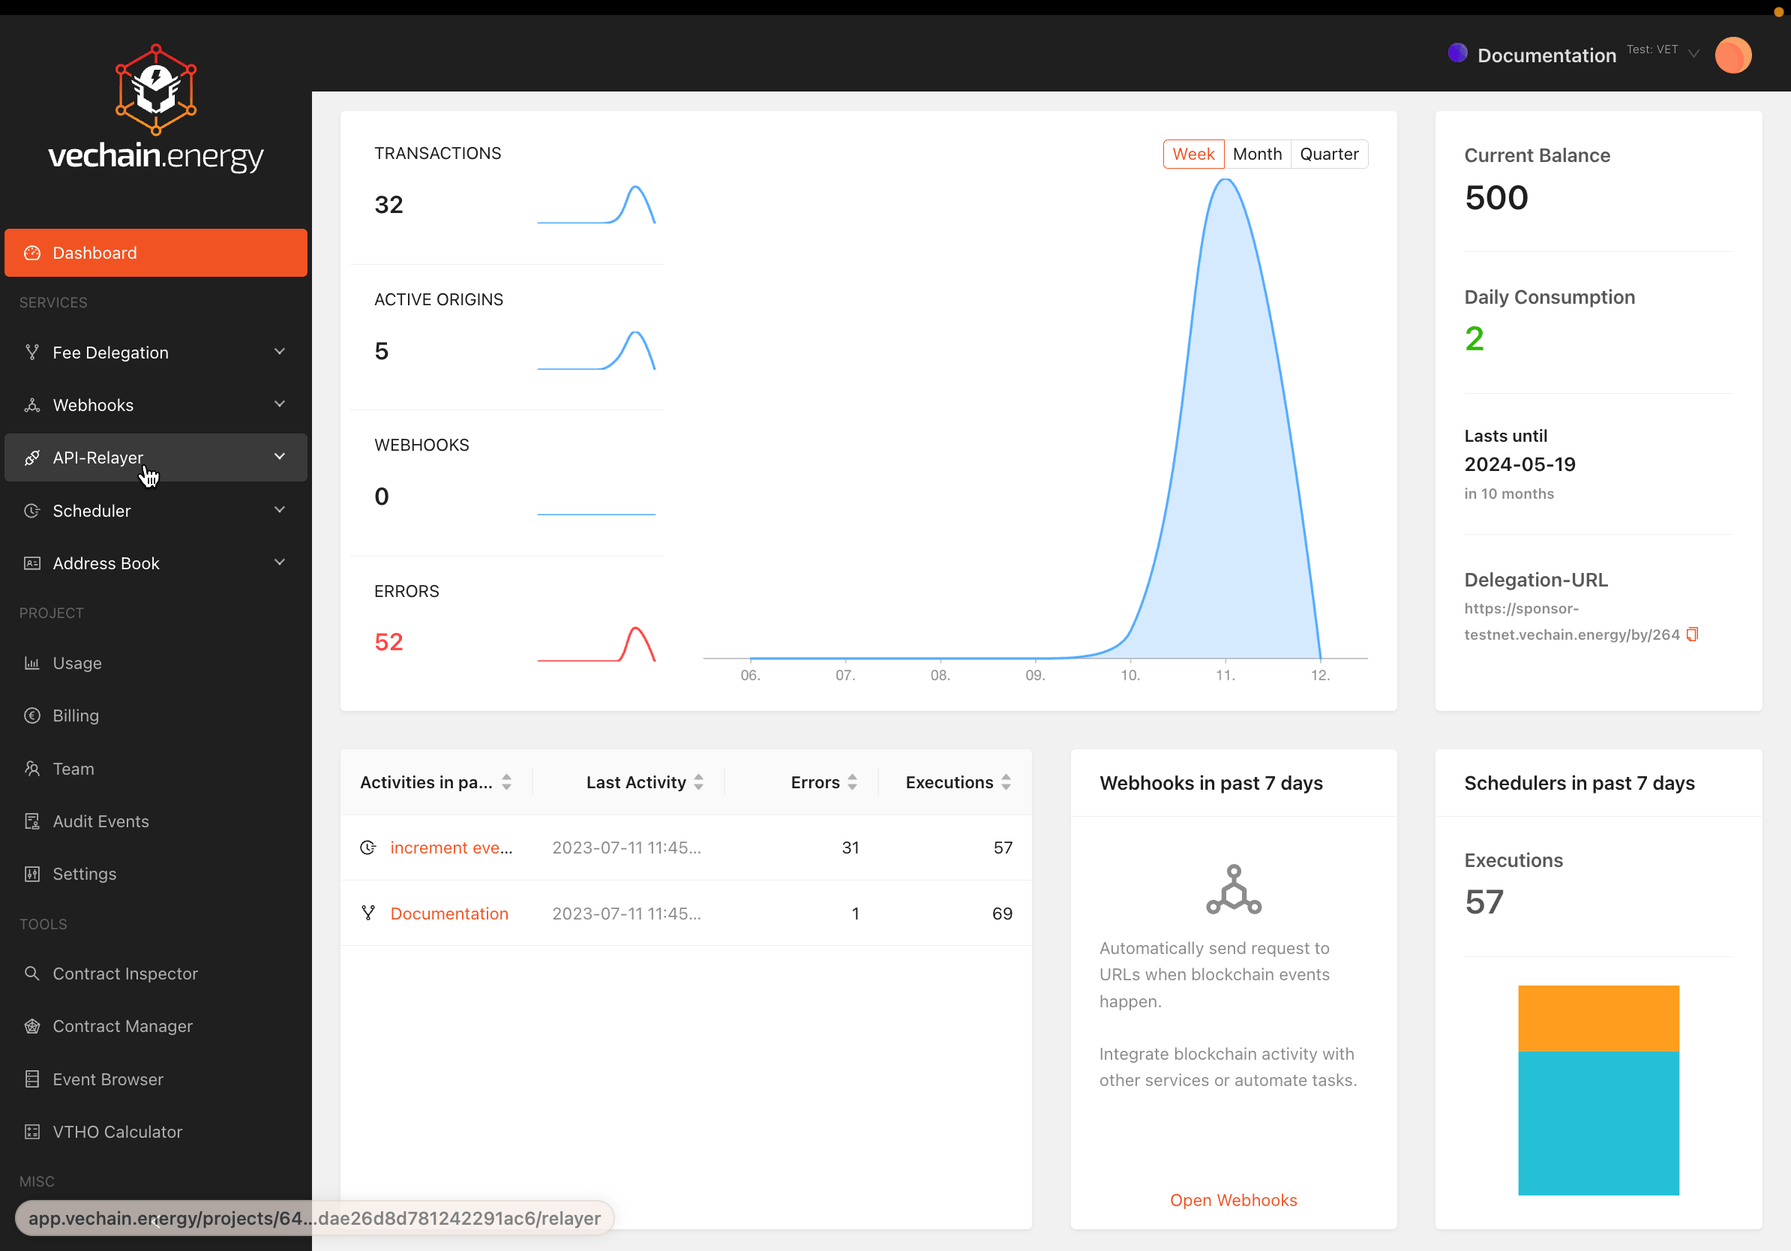 Documentation Test: VET
vechain.energy
Dashboard
SERVICES
Fee Delegation
Webhooks
API-Relayer
Scheduler
Address Book
PROJECT
Usage
Billing
Team
Audit Events
Settings
TOOLS
Contract Inspector
Contract Manager
Event Browser
VTHO Calculator
MISC
app.vechain.energy/projects/64...dae26d8d781242291ac6/relayer
TRANSACTIONS
32
ACTIVE ORIGINS
5
WEBHOOKS
0
ERRORS
52
Week Month Quarter
06. 07. 08. 09. 10. 11. 12.
Current Balance
500
Daily Consumption
2
Lasts until
2024-05-19
in 10 months
Delegation-URL
https://sponsor-
testnet.vechain.energy/by/264
Activities in pa... Last Activity Errors Executions
increment eve... 2023-07-11 11:45... 31 57
Documentation 2023-07-11 11:45... 1 69
Webhooks in past 7 days
Automatically send request to
URLs when blockchain events
happen.
Integrate blockchain activity with
other services or automate tasks.
Open Webhooks
Schedulers in past 7 days
Executions
57